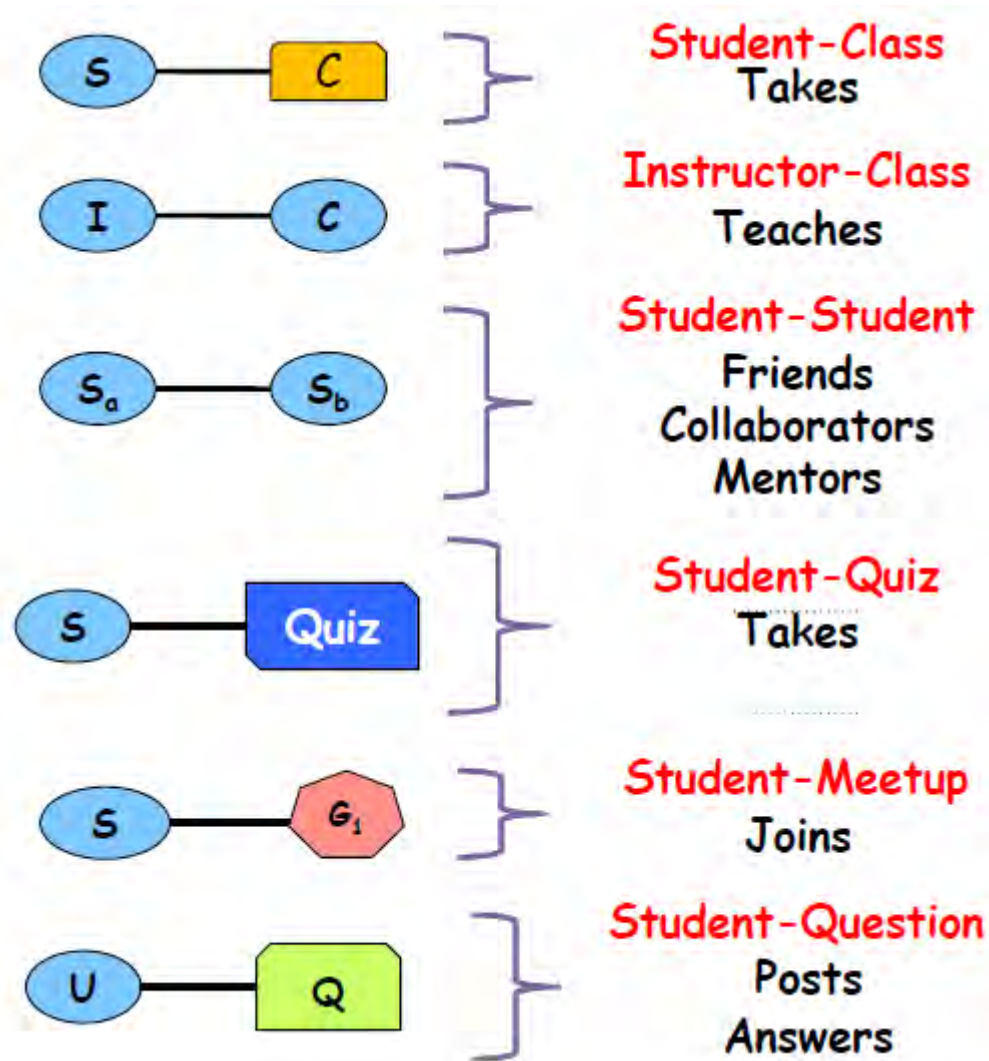 S C Student-Class
Takes
I C Instructor-Class
Teaches
Student-Student
Sa Sb Friends
Collaborators
Mentors
Student-Quiz
S Quiz Takes
Student-Meetup
S G1 Joins
Student-Question
U Q Posts
Answers